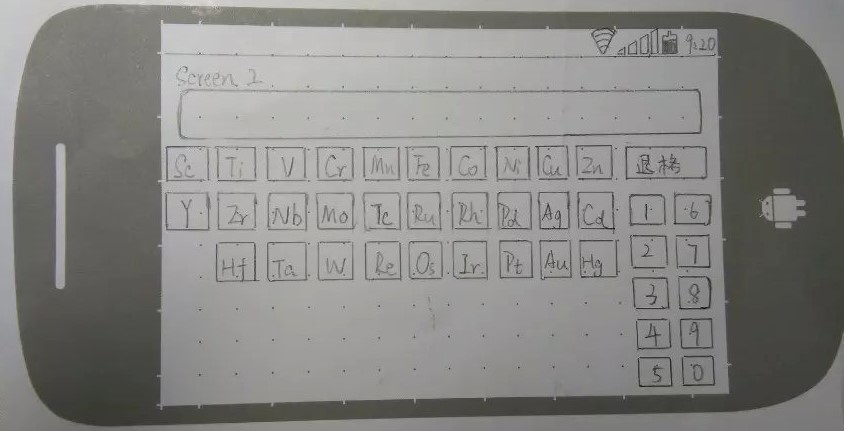 9:20
Screen 2
Sc Ti V Cr Mn Fe Co Ni Cu Zn 退格
Y Zr Nb Mo Tc Ru Rh Pd Ag Cd 1 6
Hf Ta W Re Os Ir Pt Au Hg 2 7
3 8
4 9
5 0